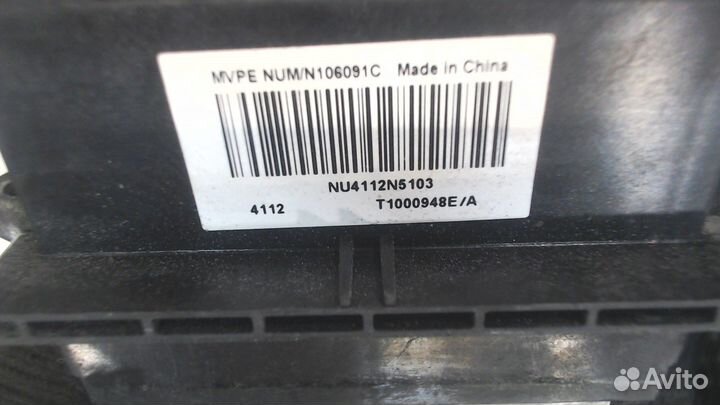 MVPE NUM/N106091C Made in China
NU4112N5103
4112 T1000948E/A
Avito